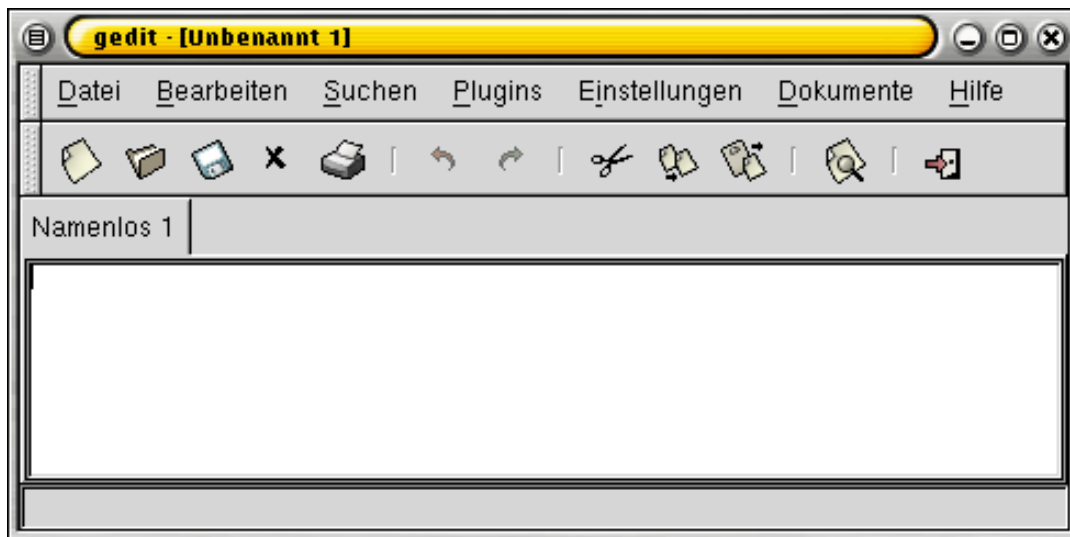 gedit - [Unbenannt 1]
Datei Bearbeiten Suchen Plugins Einstellungen Dokumente Hilfe
Namenlos 1